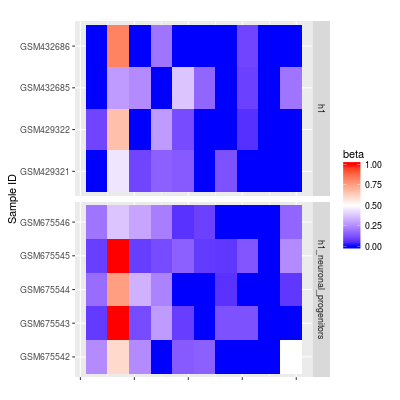 Sample ID
GSM432686
GSM432685
GSM429322
GSM429321
h1
GSM675546
GSM675545
GSM675544
GSM675543
GSM675542
h1_neuronal_progenitors
beta
1.00
0.75
0.50
0.25
0.00